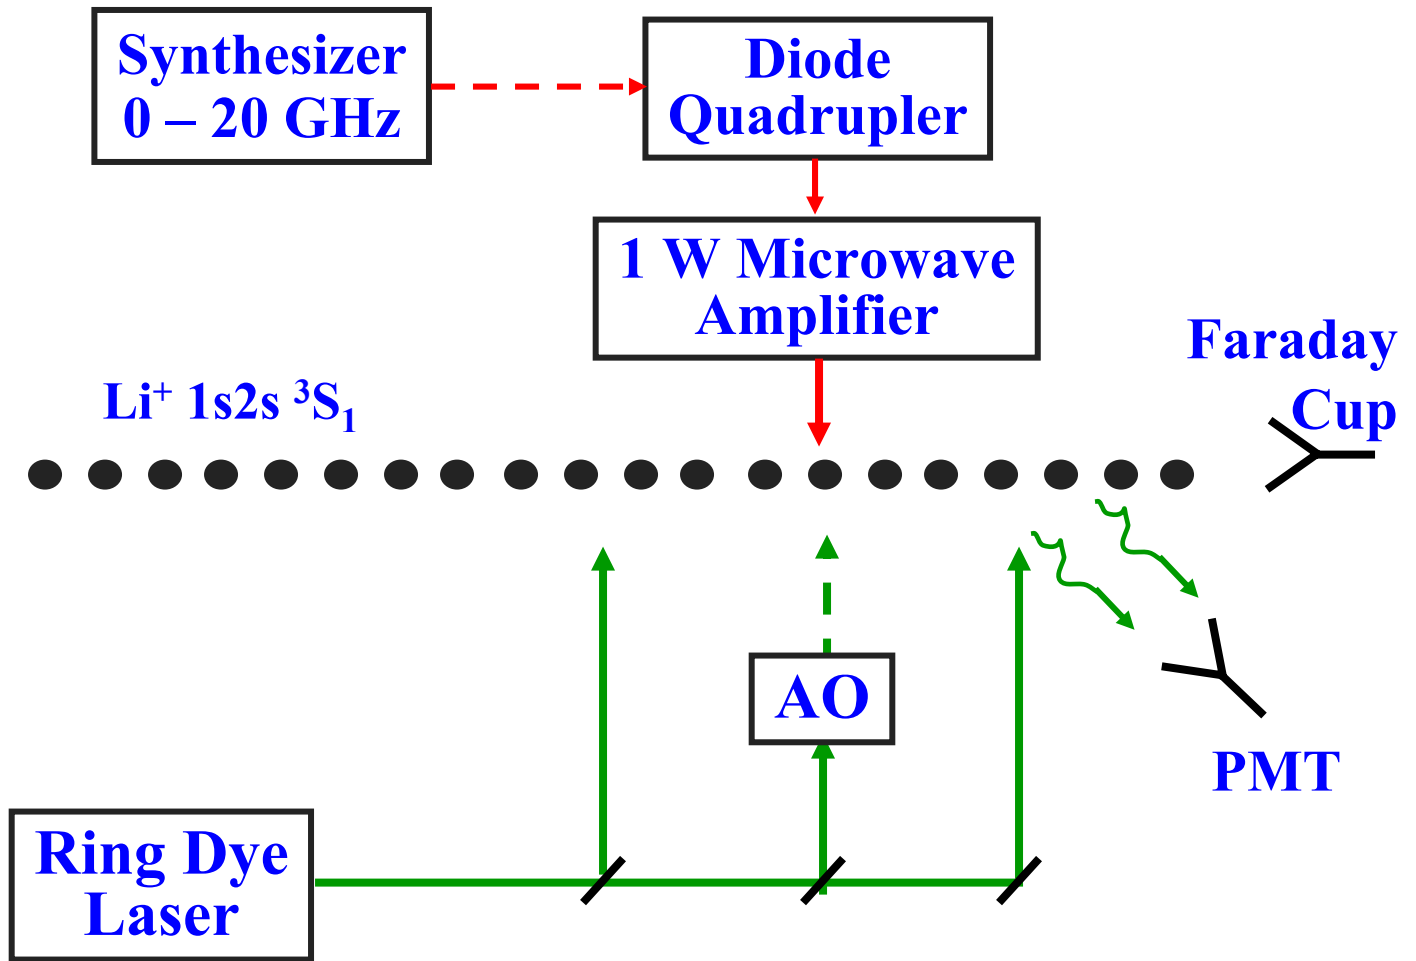 Synthesizer
0 – 20 GHz
Diode
Quadrupler
1 W Microwave
Amplifier
Faraday
Cup
Li⁺ 1s2s ³S₁
AO
PMT
Ring Dye
Laser